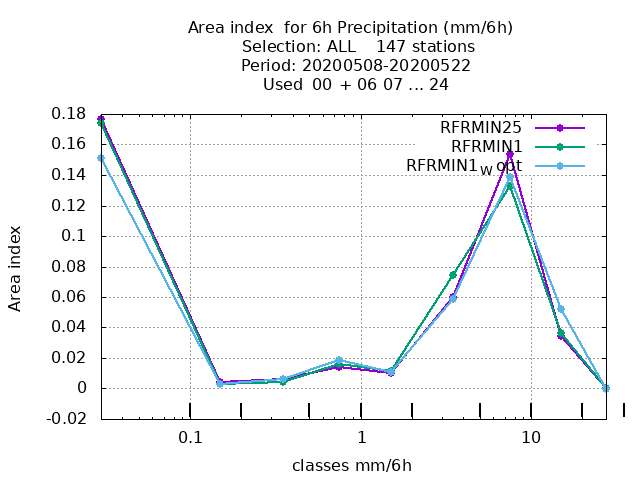 Area index  for 6h Precipitation (mm/6h)
Selection: ALL    147 stations
Period: 20200508-20200522
Used  00 + 06 07 ... 24
RFRMIN25
RFRMIN1
RFRMIN1w opt
0.18
0.16
0.14
0.12
0.1
0.08
0.06
0.04
0.02
0
-0.02
Area index
0.1 1 10
classes mm/6h